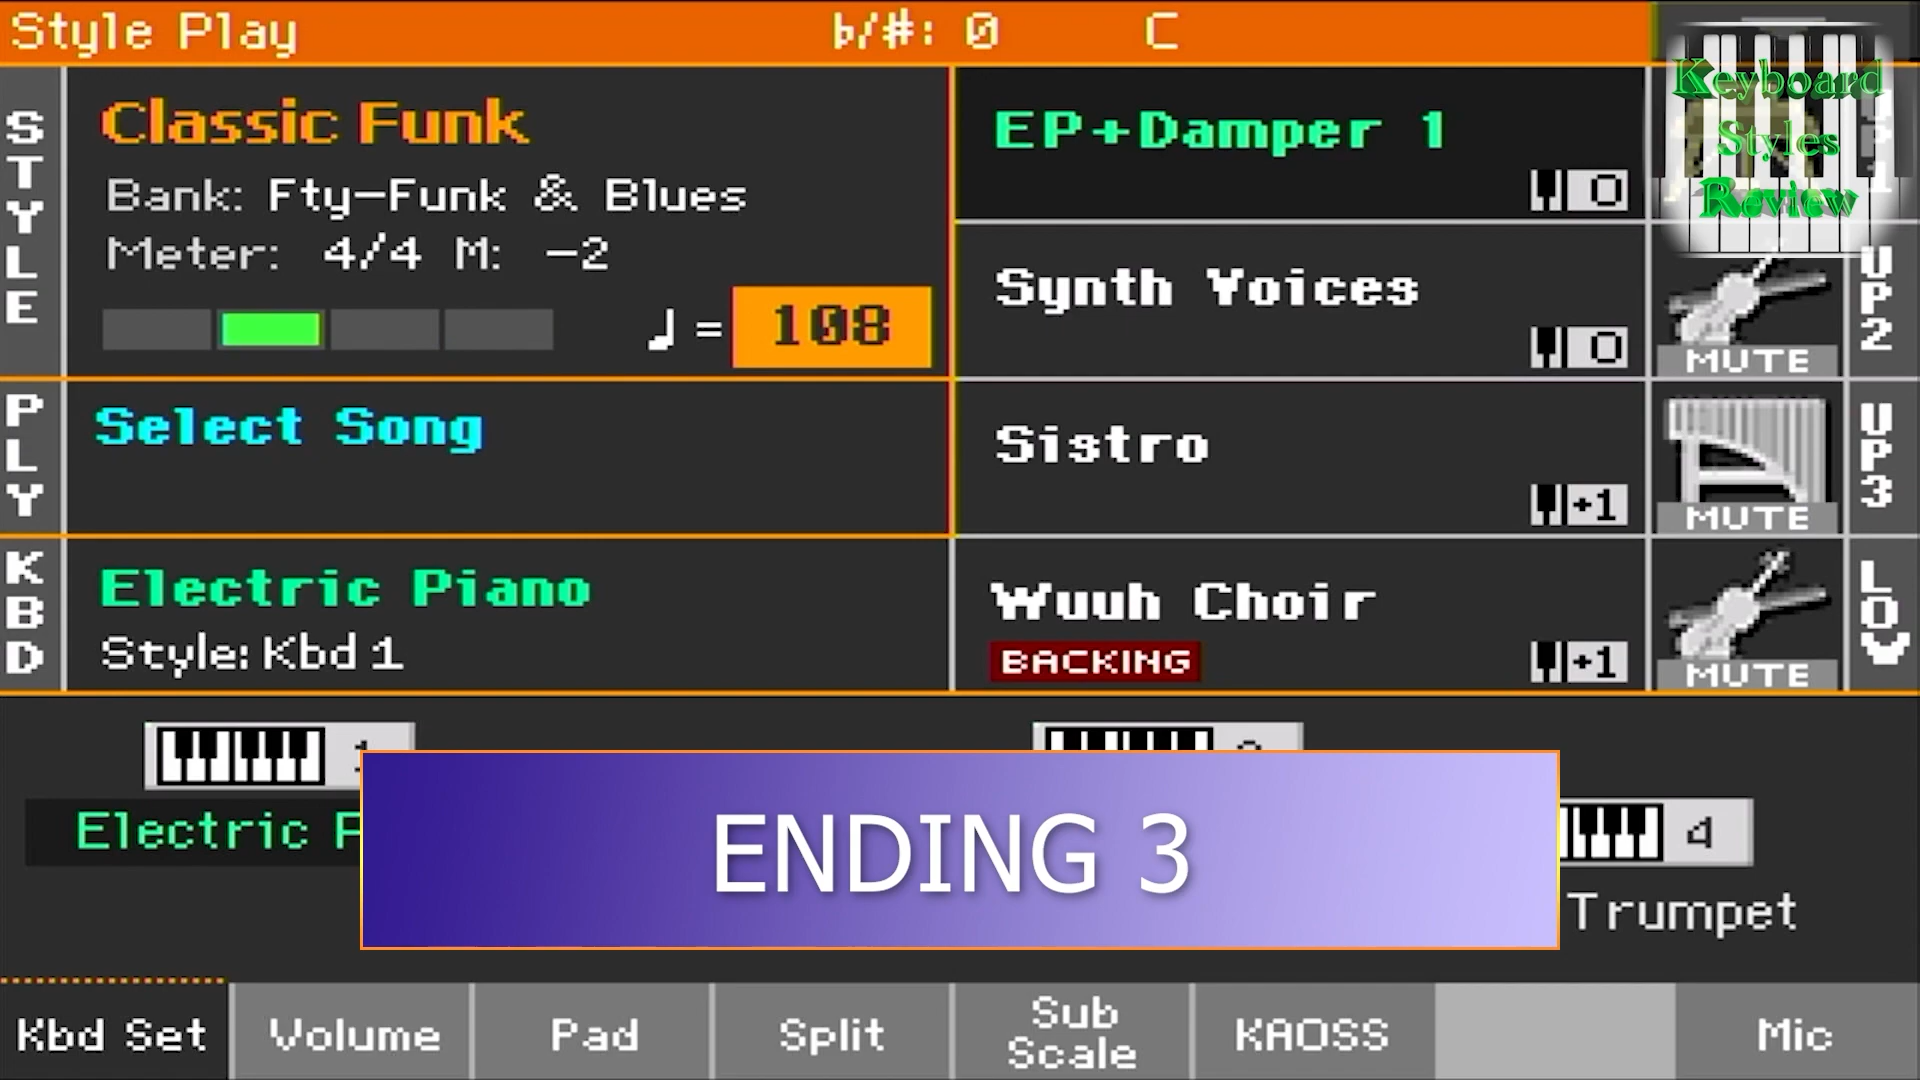 Style Play
♭/#: 0
C
Keyboard
Styles
Review
STYLE
Classic Funk
Bank: Fty-Funk & Blues
Meter: 4/4 M: -2
♩ = 108
PLY
Select Song
KBD
Electric Piano
Style: Kbd 1
EP+Damper 1
0
Synth Voices
0
MUTE
UP2
Sistro
+1
MUTE
UP3
Wuuh Choir
BACKING
+1
MUTE
LOW
Electric
ENDING 3
4
Trumpet
Kbd Set
Volume
Pad
Split
Sub
Scale
KAOSS
Mic